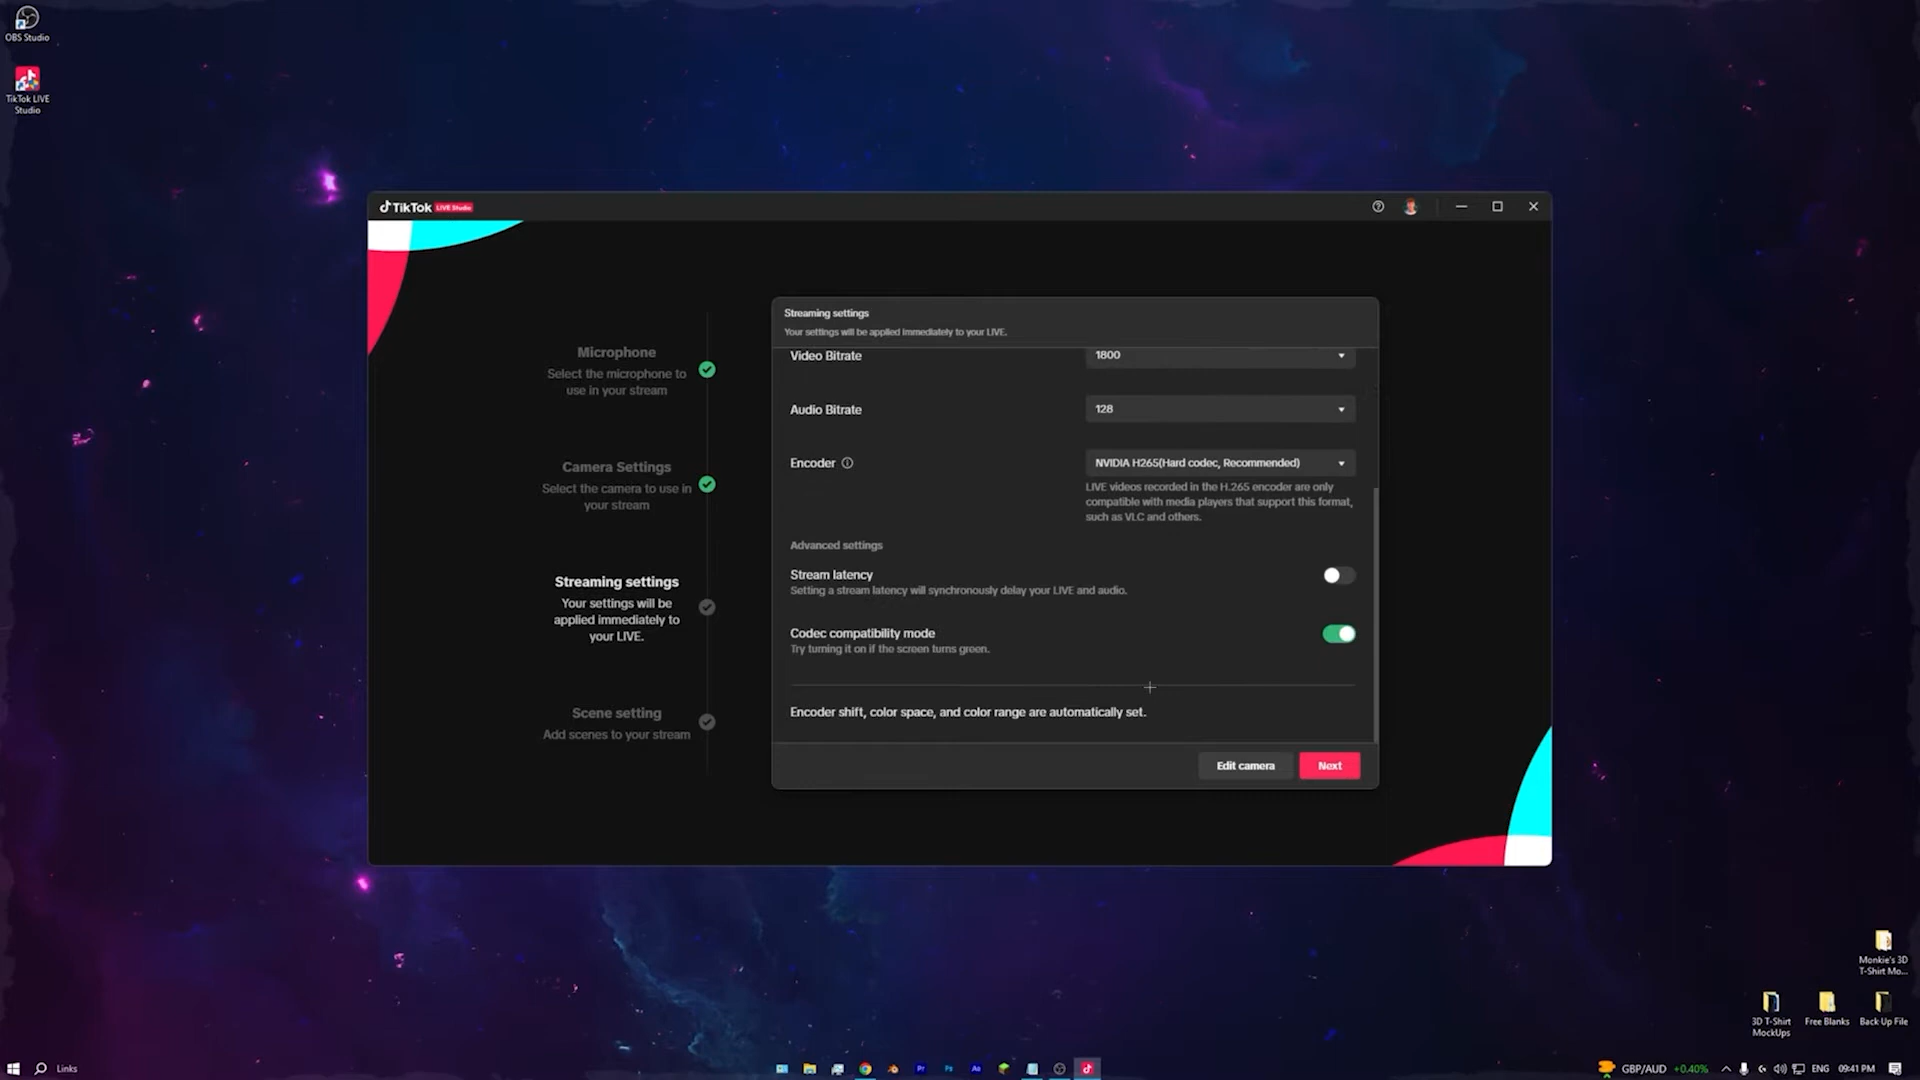 OBS Studio
TikTok LIVE
Studio
TikTok LIVE Studio
Microphone
Select the microphone to
use in your stream
Camera Settings
Select the camera to use in
your stream
Streaming settings
Your settings will be
applied immediately to
your LIVE.
Scene setting
Add scenes to your stream
Streaming settings
Your settings will be applied immediately to your LIVE.
Video Bitrate
1800
Audio Bitrate
128
Encoder
NVIDIA H265(Hard codec, Recommended)
LIVE videos recorded in the H.265 encoder are only
compatible with media players that support this format,
such as VLC and others.
Advanced settings
Stream latency
Setting a stream latency will synchronously delay your LIVE and audio.
Codec compatibility mode
Try turning it on if the screen turns green.
Encoder shift, color space, and color range are automatically set.
Edit camera
Next
Monkie's 3D
T-Shirt Mo...
3D T-Shirt
MockUps
Free Blanks
Back Up File
Links
Pr
Ps
Ae
GBP/AUD +0.40%
ENG
09:41 PM